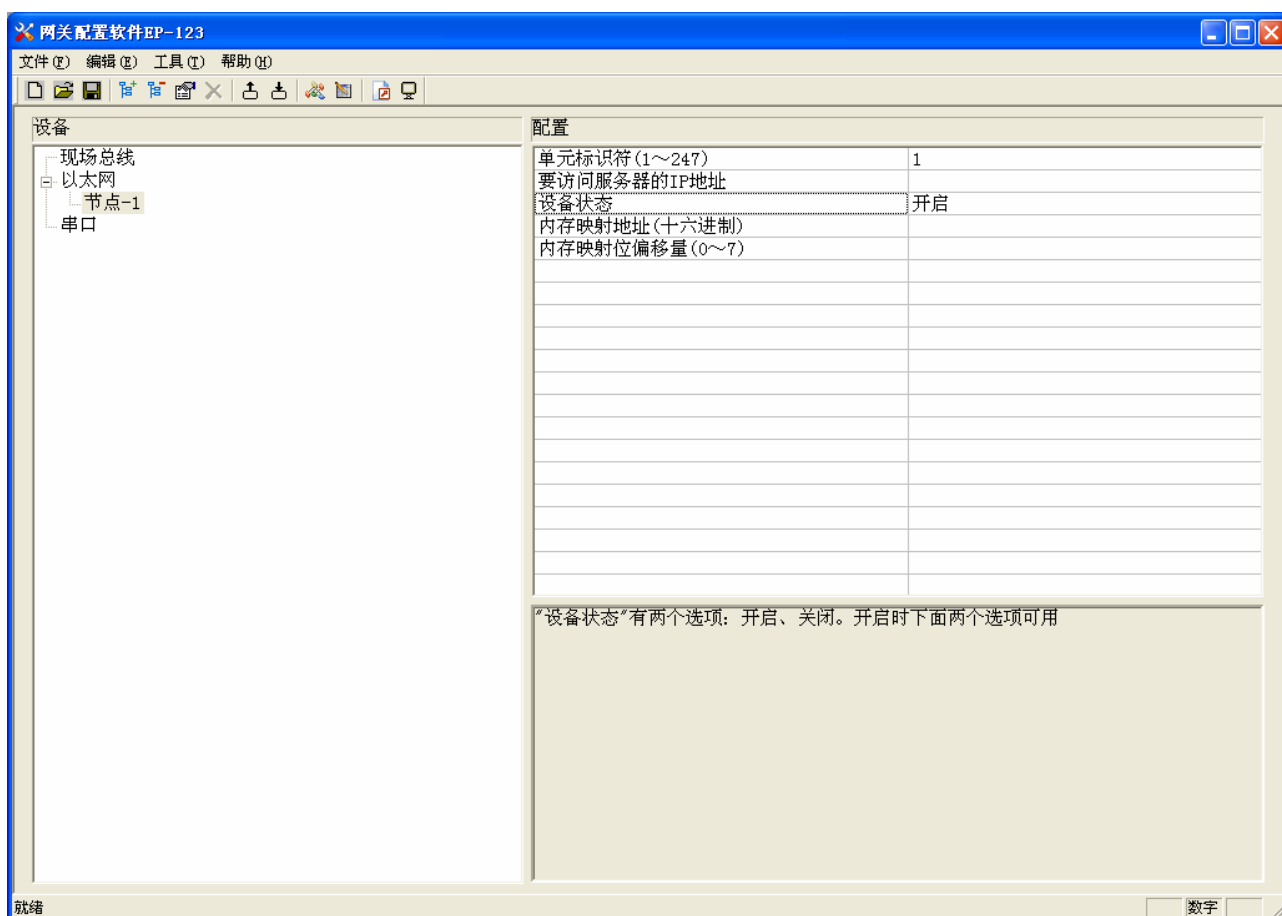 网关配置软件EP-123
文件(F) 编辑(E) 工具(T) 帮助(H)
设备
现场总线
以太网
节点-1
串口
配置
单元标识符(1～247) 1
要访问服务器的IP地址
设备状态 开启
内存映射地址(十六进制)
内存映射位偏移量(0～7)
"设备状态"有两个选项：开启、关闭。开启时下面两个选项可用
就绪 数字